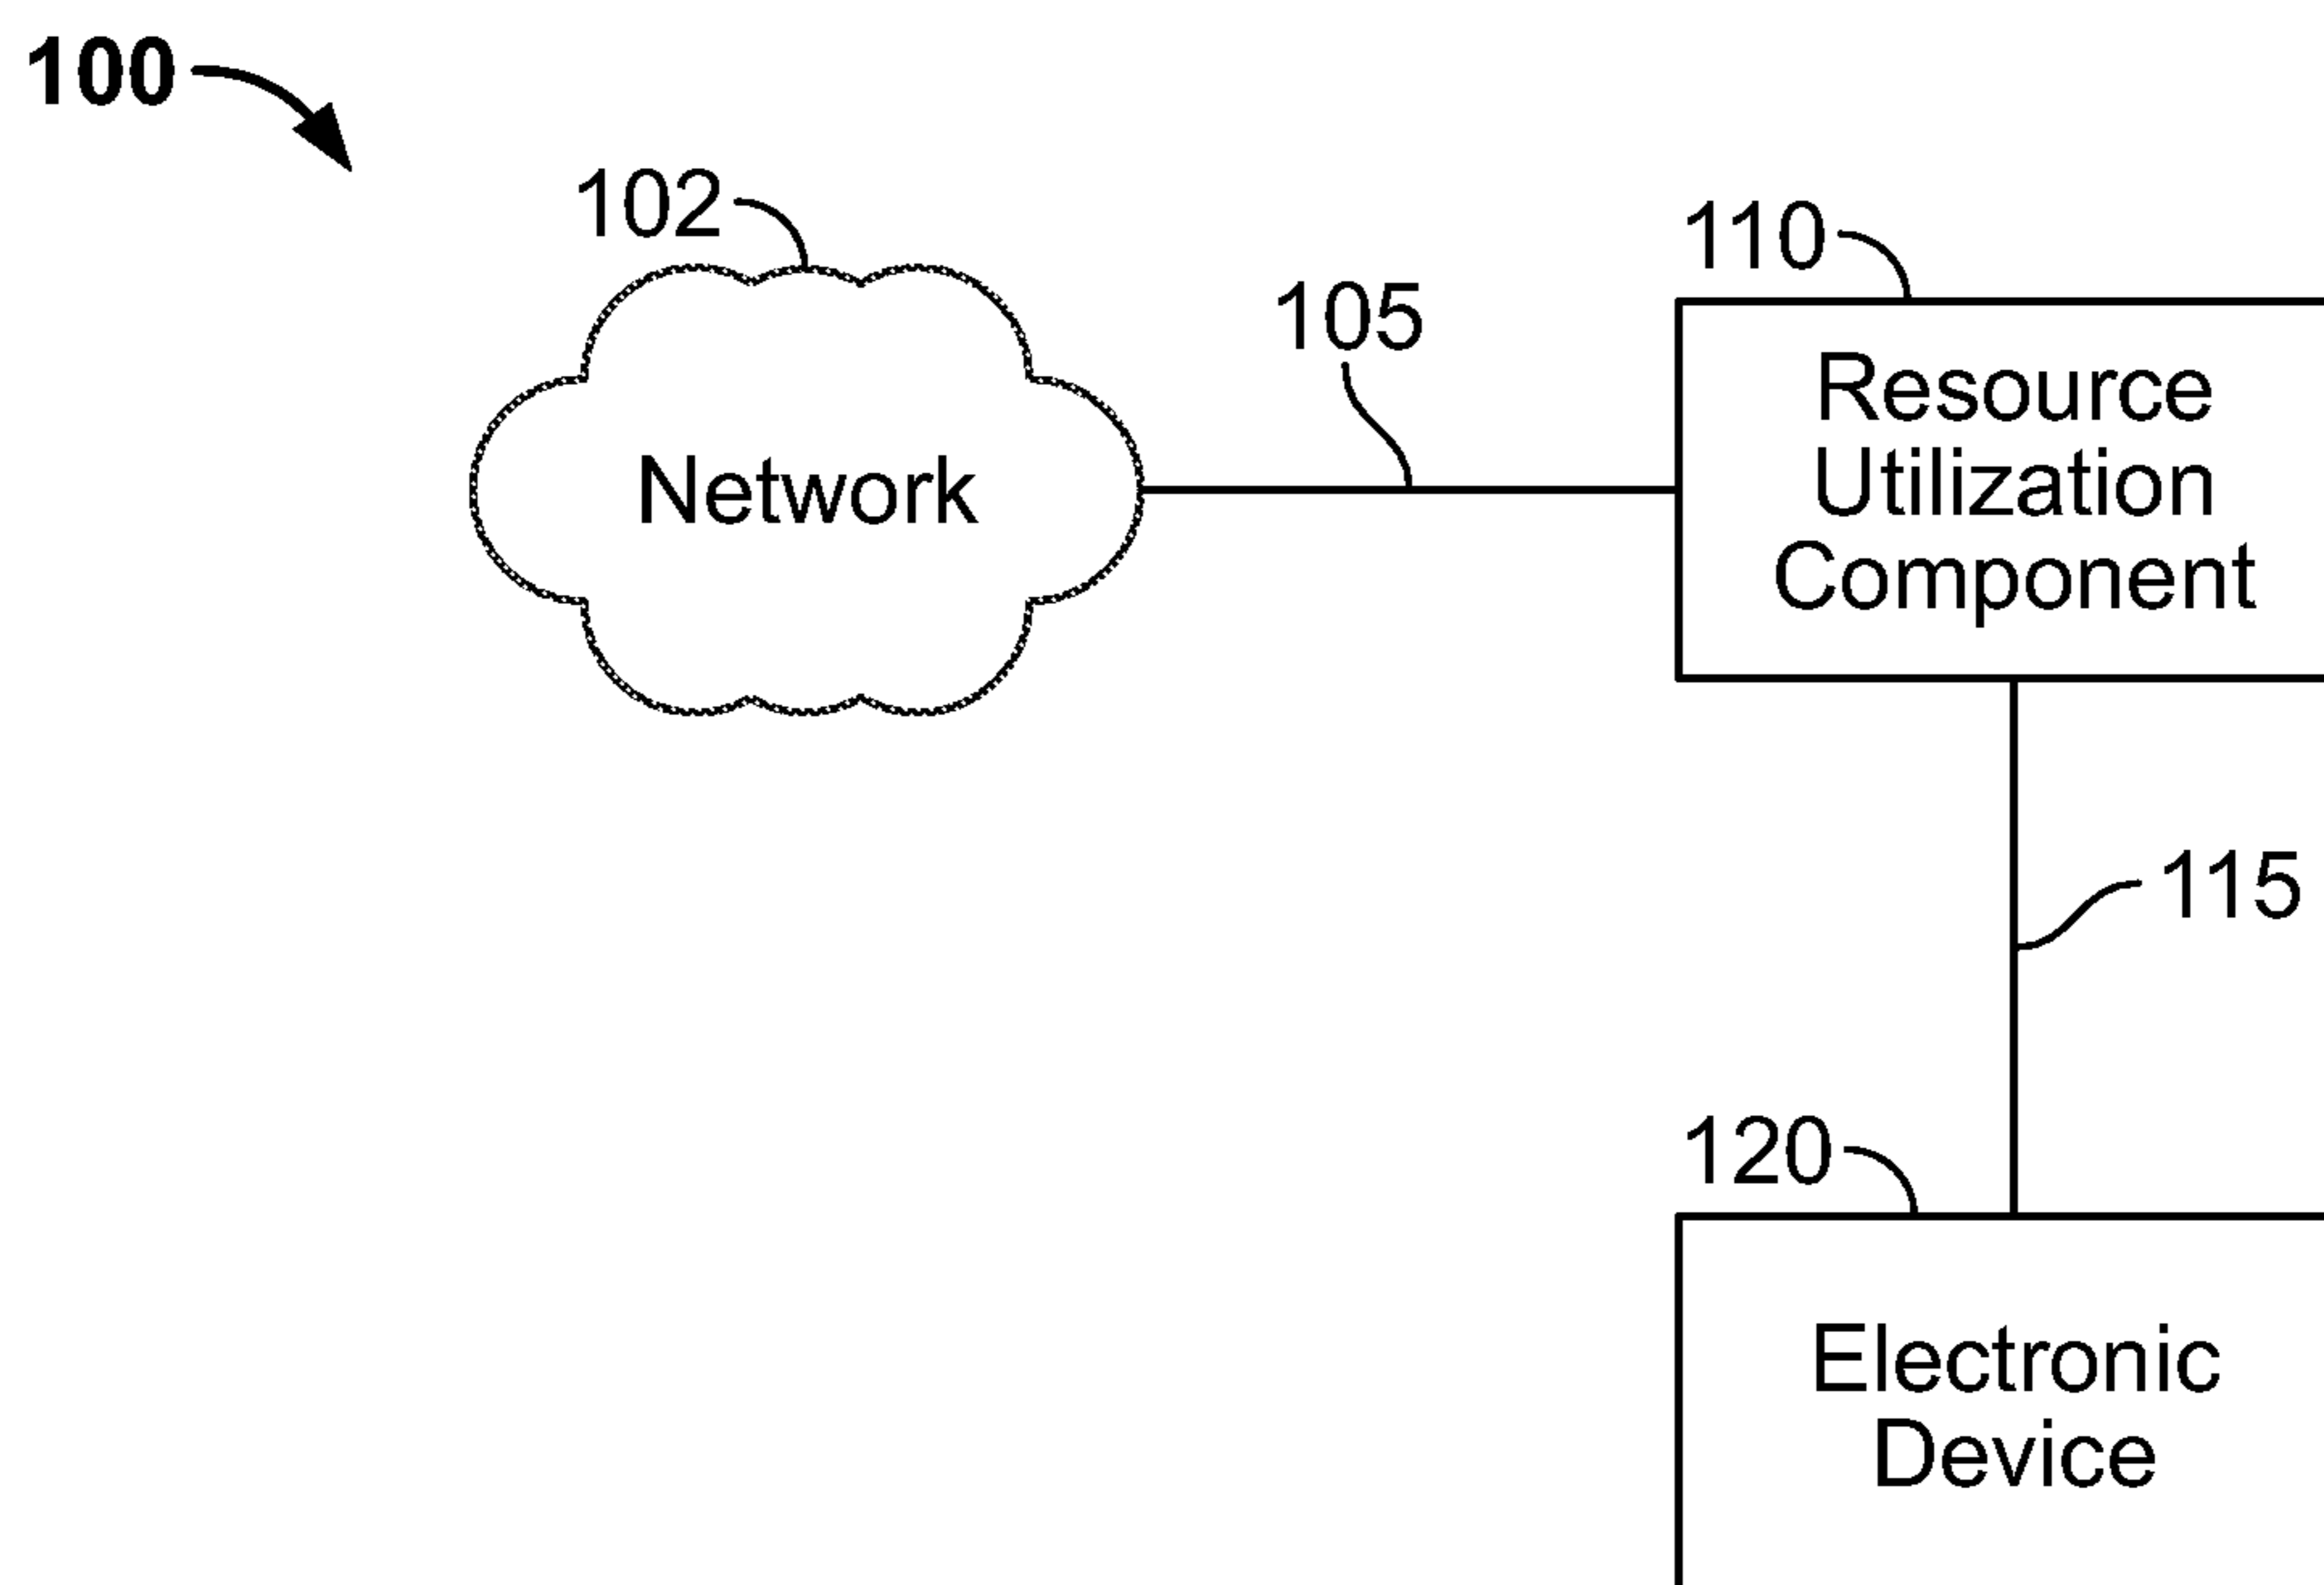 100
102
110
105
Resource
Utilization
Component
Network
115
120
Electronic
Device